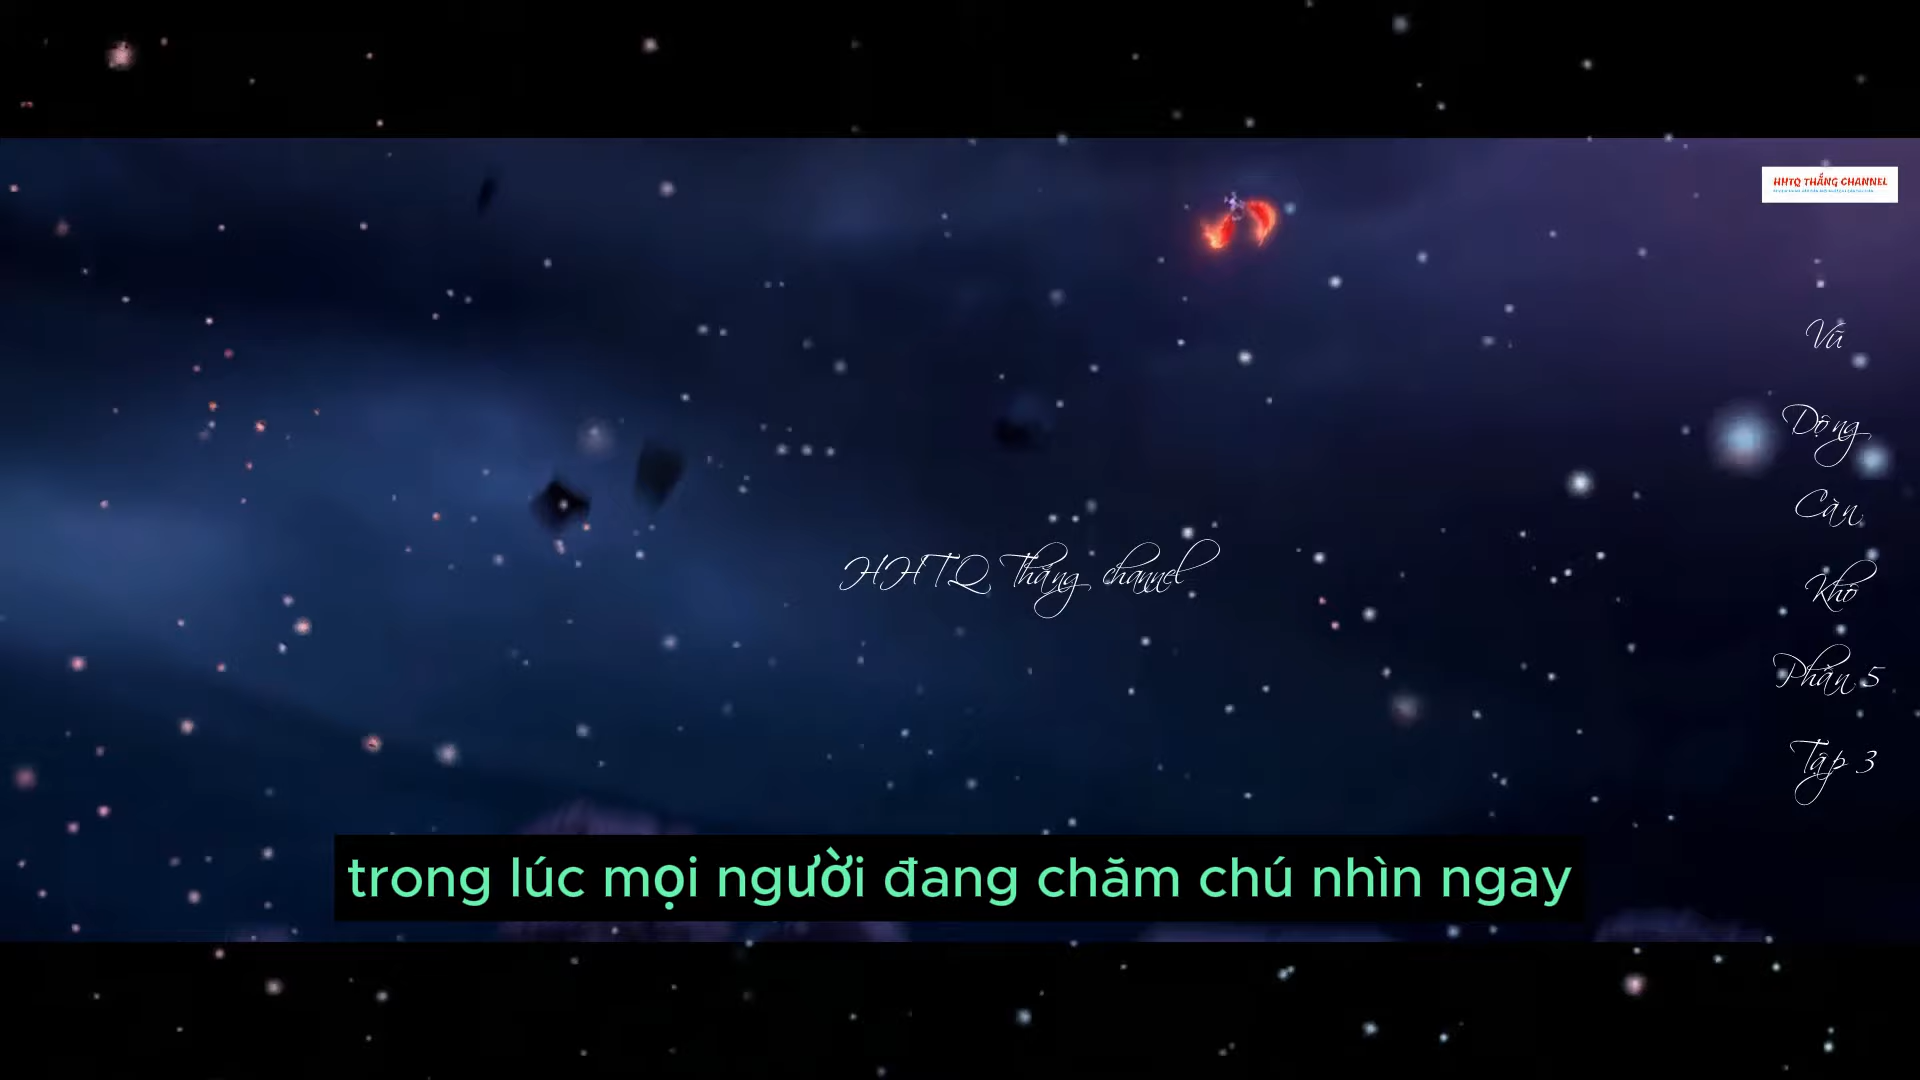 HHTQ THẮNG CHANNEL
Vũ
Động
Càn
Khô
Phần 5
Tập 3
HHTQ Thắng channel
trong lúc mọi người đang chăm chú nhìn ngay